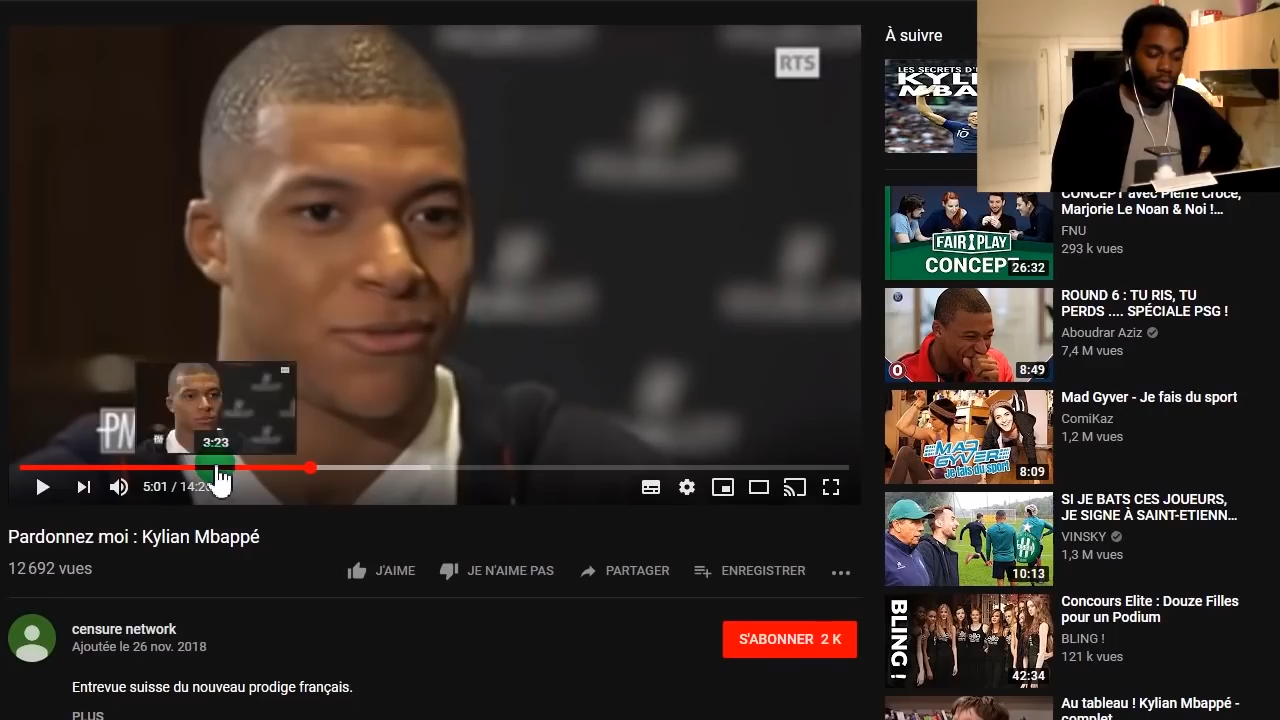 RTS
PM
3:23
5:01 / 14:2
Pardonnez moi : Kylian Mbappé
12 692 vues
J'AIME
JE N'AIME PAS
PARTAGER
ENREGISTRER
censure network
Ajoutée le 26 nov. 2018
S'ABONNER 2 K
Entrevue suisse du nouveau prodige français.
PLUS
À suivre
LES SECRETS D'
KYLI
MBA
10
CONCEPT avec Pierre Croce,
Marjorie Le Noan & Noi !...
FNU
293 k vues
FAIR PLAY
CONCEPT
26:32
ROUND 6 : TU RIS, TU
PERDS .... SPÉCIALE PSG !
Aboudrar Aziz
7,4 M vues
8:49
Mad Gyver - Je fais du sport
ComiKaz
1,2 M vues
MAD
GYVER
Je fais du sport
8:09
SI JE BATS CES JOUEURS,
JE SIGNE À SAINT-ETIENN...
VINSKY
1,3 M vues
10:13
Concours Elite : Douze Filles
pour un Podium
BLING !
121 k vues
BLING !
42:34
Au tableau ! Kylian Mbappé -
complet